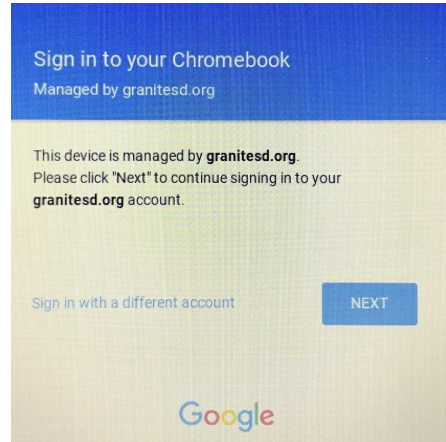 Sign in to your Chromebook
Managed by granitesd.org
This device is managed by granitesd.org.
Please click "Next" to continue signing in to your
granitesd.org account.
Sign in with a different account
NEXT
Google